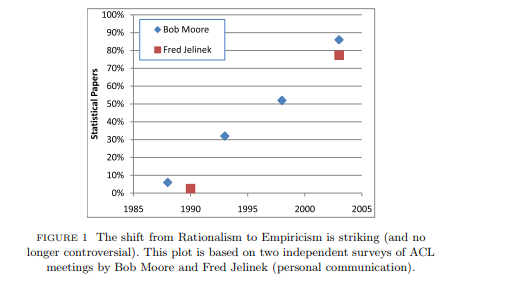 100%
90%
80%
70%
60%
50%
40%
30%
20%
10%
0%
Statistical Papers
Bob Moore
Fred Jelinek
1985 1990 1995 2000 2005
FIGURE 1 The shift from Rationalism to Empiricism is striking (and no
longer controversial). This plot is based on two independent surveys of ACL
meetings by Bob Moore and Fred Jelinek (personal communication).